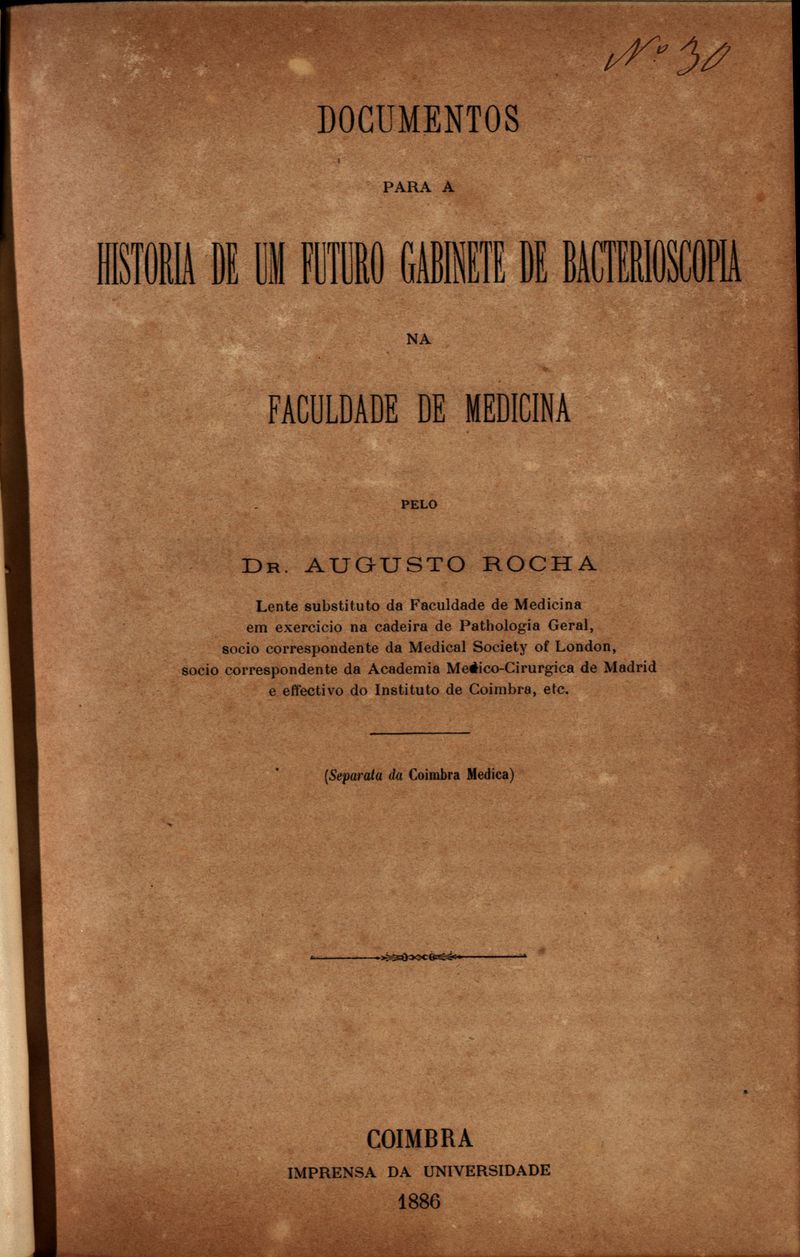 Nº 30
DOCUMENTOS
PARA A
HISTORIA DE UM FUTURO GABINETE DE BACTERIOSCOPIA
NA
FACULDADE DE MEDICINA
PELO
DR. AUGUSTO ROCHA
Lente substituto da Faculdade de Medicina
em exercicio na cadeira de Pathologia Geral,
socio correspondente da Medical Society of London,
socio correspondente da Academia Medico-Cirurgica de Madrid
e effectivo do Instituto de Coimbra, etc.
(Separata da Coimbra Medica)
COIMBRA
IMPRENSA DA UNIVERSIDADE
1886